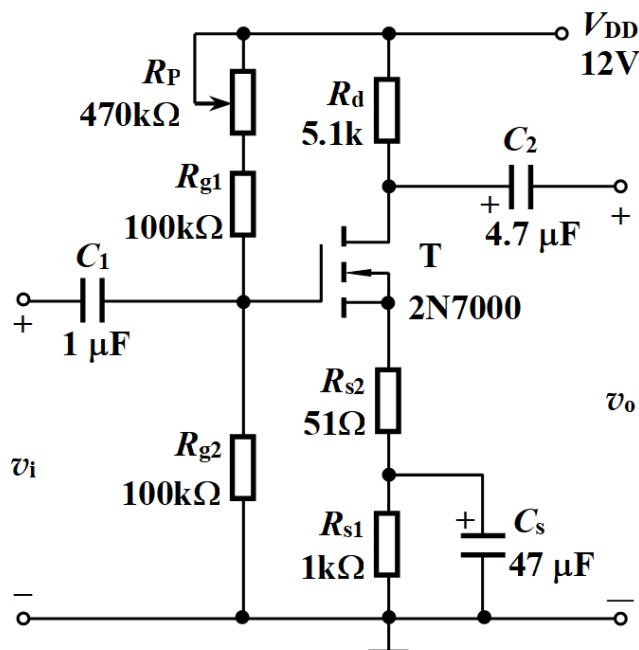 V_DD
12V
R_P
470kΩ
R_d
5.1k
C_2
+
4.7 μF
+
R_g1
100kΩ
C_1
+
1 μF
T
2N7000
R_s2
51Ω
v_o
R_g2
100kΩ
v_i
R_s1
1kΩ
+
C_s
47 μF
−
—